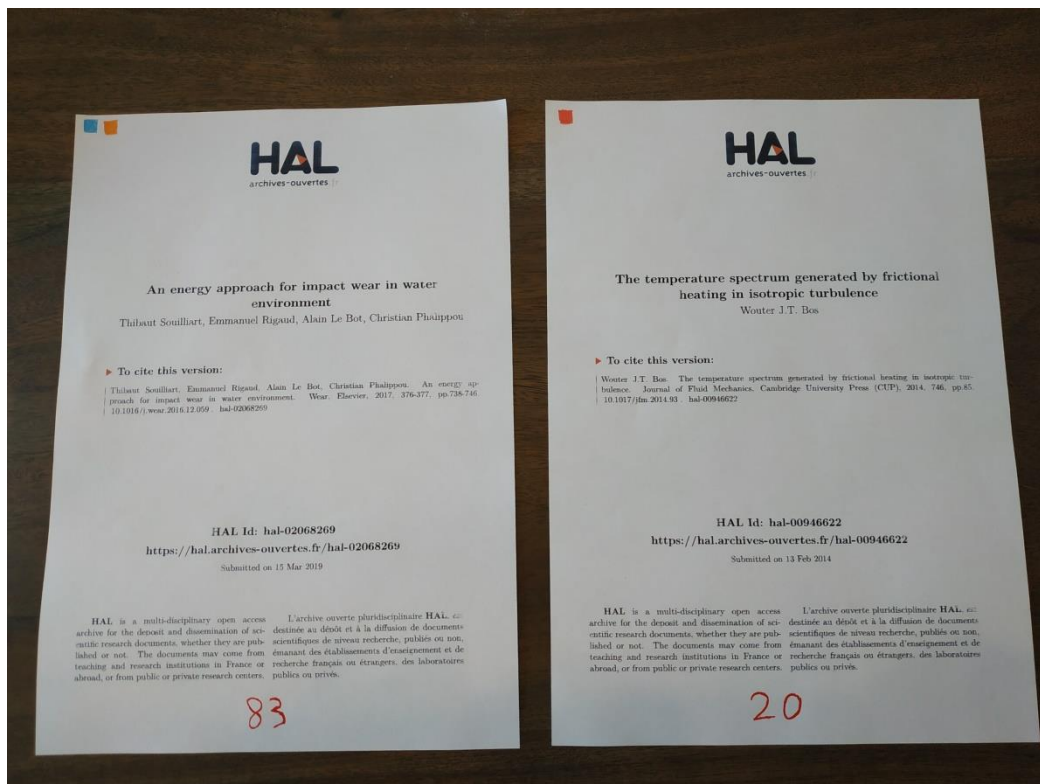 HAL
archives-ouvertes
An energy approach for impact wear in water
environment
Thibaut Souilliart, Emmanuel Rigaud, Alain Le Bot, Christian Phalippou
To cite this version:
Thibaut Souilliart, Emmanuel Rigaud, Alain Le Bot, Christian Phalippou. An energy ap-
proach for impact wear in water environment. Wear, Elsevier, 2017, 376-377, pp.738-746.
10.1016/j.wear.2016.12.059. hal-02068269
HAL Id: hal-02068269
https://hal.archives-ouvertes.fr/hal-02068269
Submitted on 15 Mar 2019
HAL is a multi-disciplinary open access
archive for the deposit and dissemination of sci-
entific research documents, whether they are pub-
lished or not. The documents may come from
teaching and research institutions in France or
abroad, or from public or private research centers.
L'archive ouverte pluridisciplinaire HAL, est
destinée au dépôt et à la diffusion de documents
scientifiques de niveau recherche, publiés ou non,
émanant des établissements d'enseignement et de
recherche français ou étrangers, des laboratoires
publics ou privés.
83
HAL
archives-ouvertes
The temperature spectrum generated by frictional
heating in isotropic turbulence
Wouter J.T. Bos
To cite this version:
Wouter J.T. Bos. The temperature spectrum generated by frictional heating in isotropic tur-
bulence. Journal of Fluid Mechanics, Cambridge University Press (CUP), 2014, 746, pp.85.
10.1017/jfm.2014.93. hal-00946622
HAL Id: hal-00946622
https://hal.archives-ouvertes.fr/hal-00946622
Submitted on 13 Feb 2014
HAL is a multi-disciplinary open access
archive for the deposit and dissemination of sci-
entific research documents, whether they are pub-
lished or not. The documents may come from
teaching and research institutions in France or
abroad, or from public or private research centers.
L'archive ouverte pluridisciplinaire HAL, est
destinée au dépôt et à la diffusion de documents
scientifiques de niveau recherche, publiés ou non,
émanant des établissements d'enseignement et de
recherche français ou étrangers, des laboratoires
publics ou privés.
20